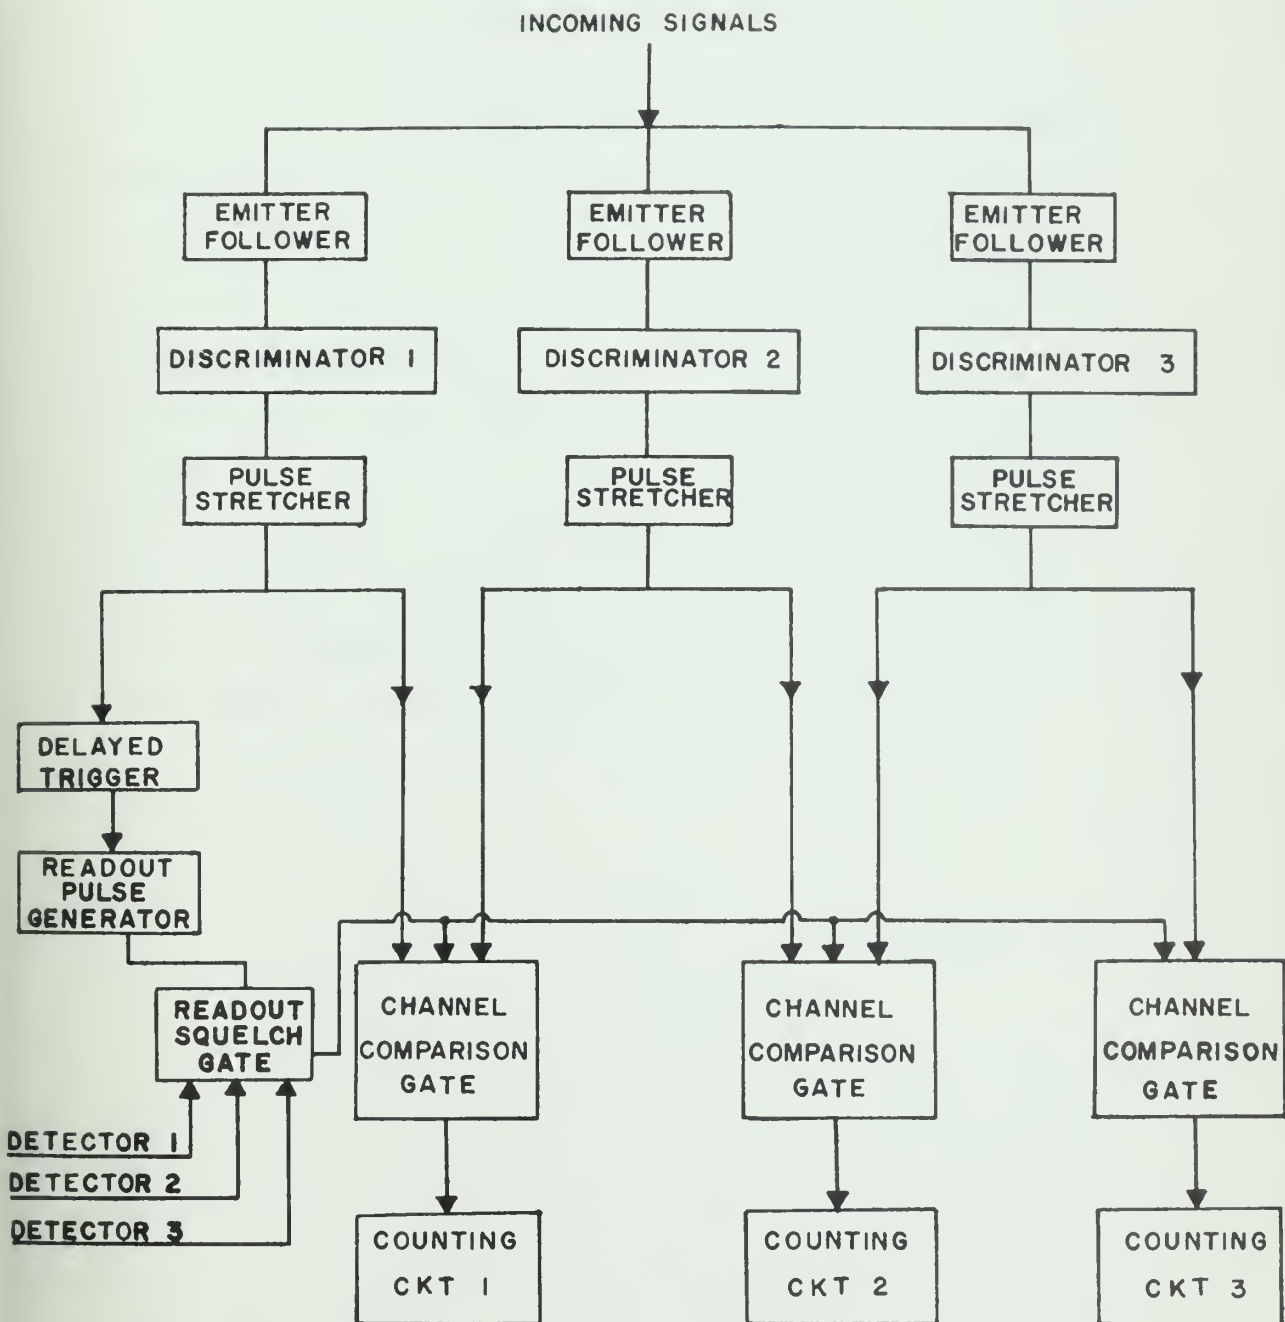 INCOMING SIGNALS
EMITTER
FOLLOWER
EMITTER
FOLLOWER
EMITTER
FOLLOWER
DISCRIMINATOR 1
DISCRIMINATOR 2
DISCRIMINATOR 3
PULSE
STRETCHER
PULSE
STRETCHER
PULSE
STRETCHER
DELAYED
TRIGGER
READOUT
PULSE
GENERATOR
READOUT
SQUELCH
GATE
CHANNEL
COMPARISON
GATE
CHANNEL
COMPARISON
GATE
CHANNEL
COMPARISON
GATE
DETECTOR 1
DETECTOR 2
DETECTOR 3
COUNTING
CKT 1
COUNTING
CKT 2
COUNTING
CKT 3